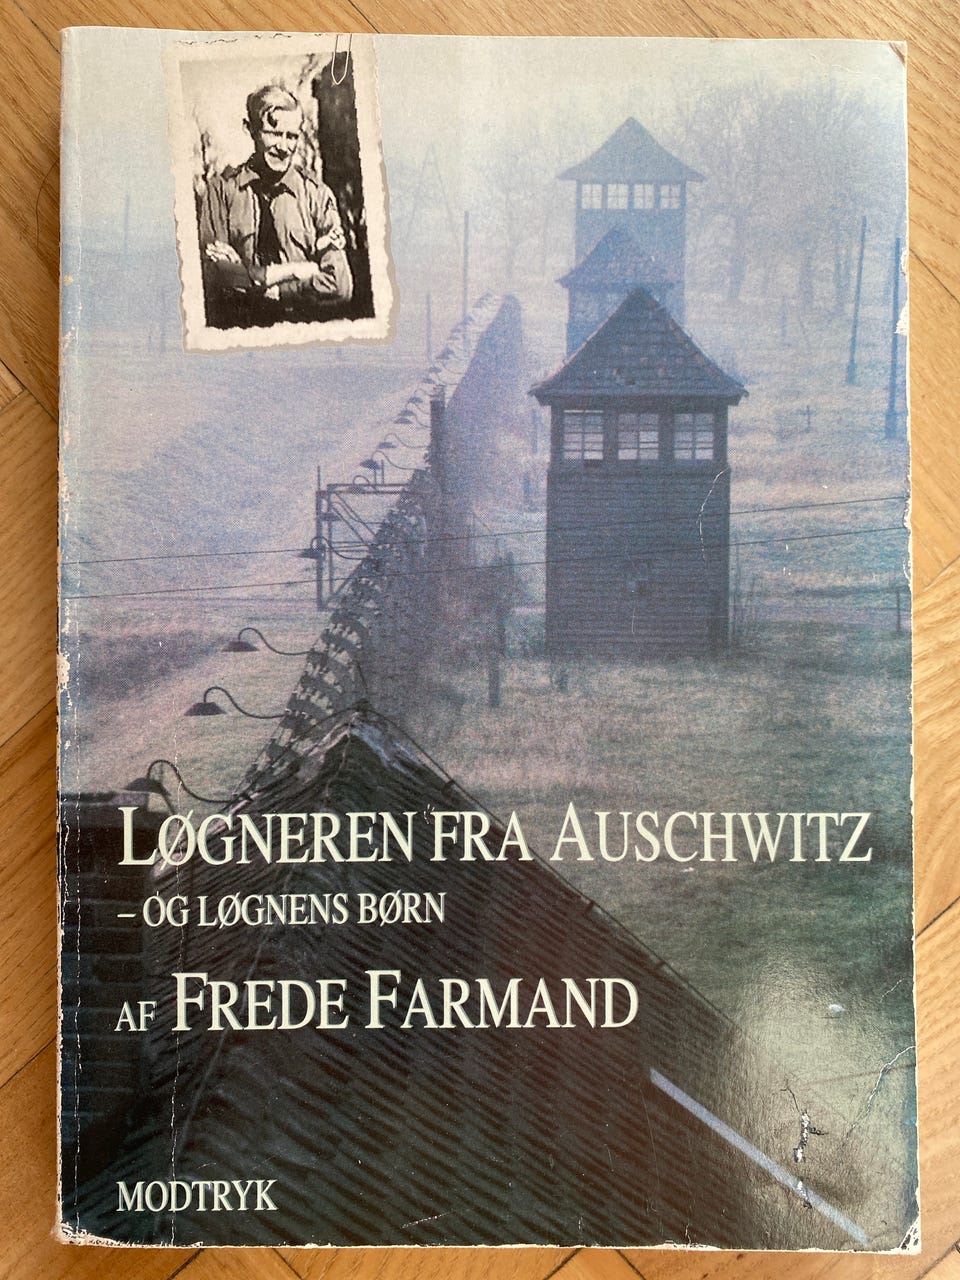 LØGNEREN FRA AUSCHWITZ
– OG LØGNENS BØRN
AF FREDE FARMAND
MODTRYK